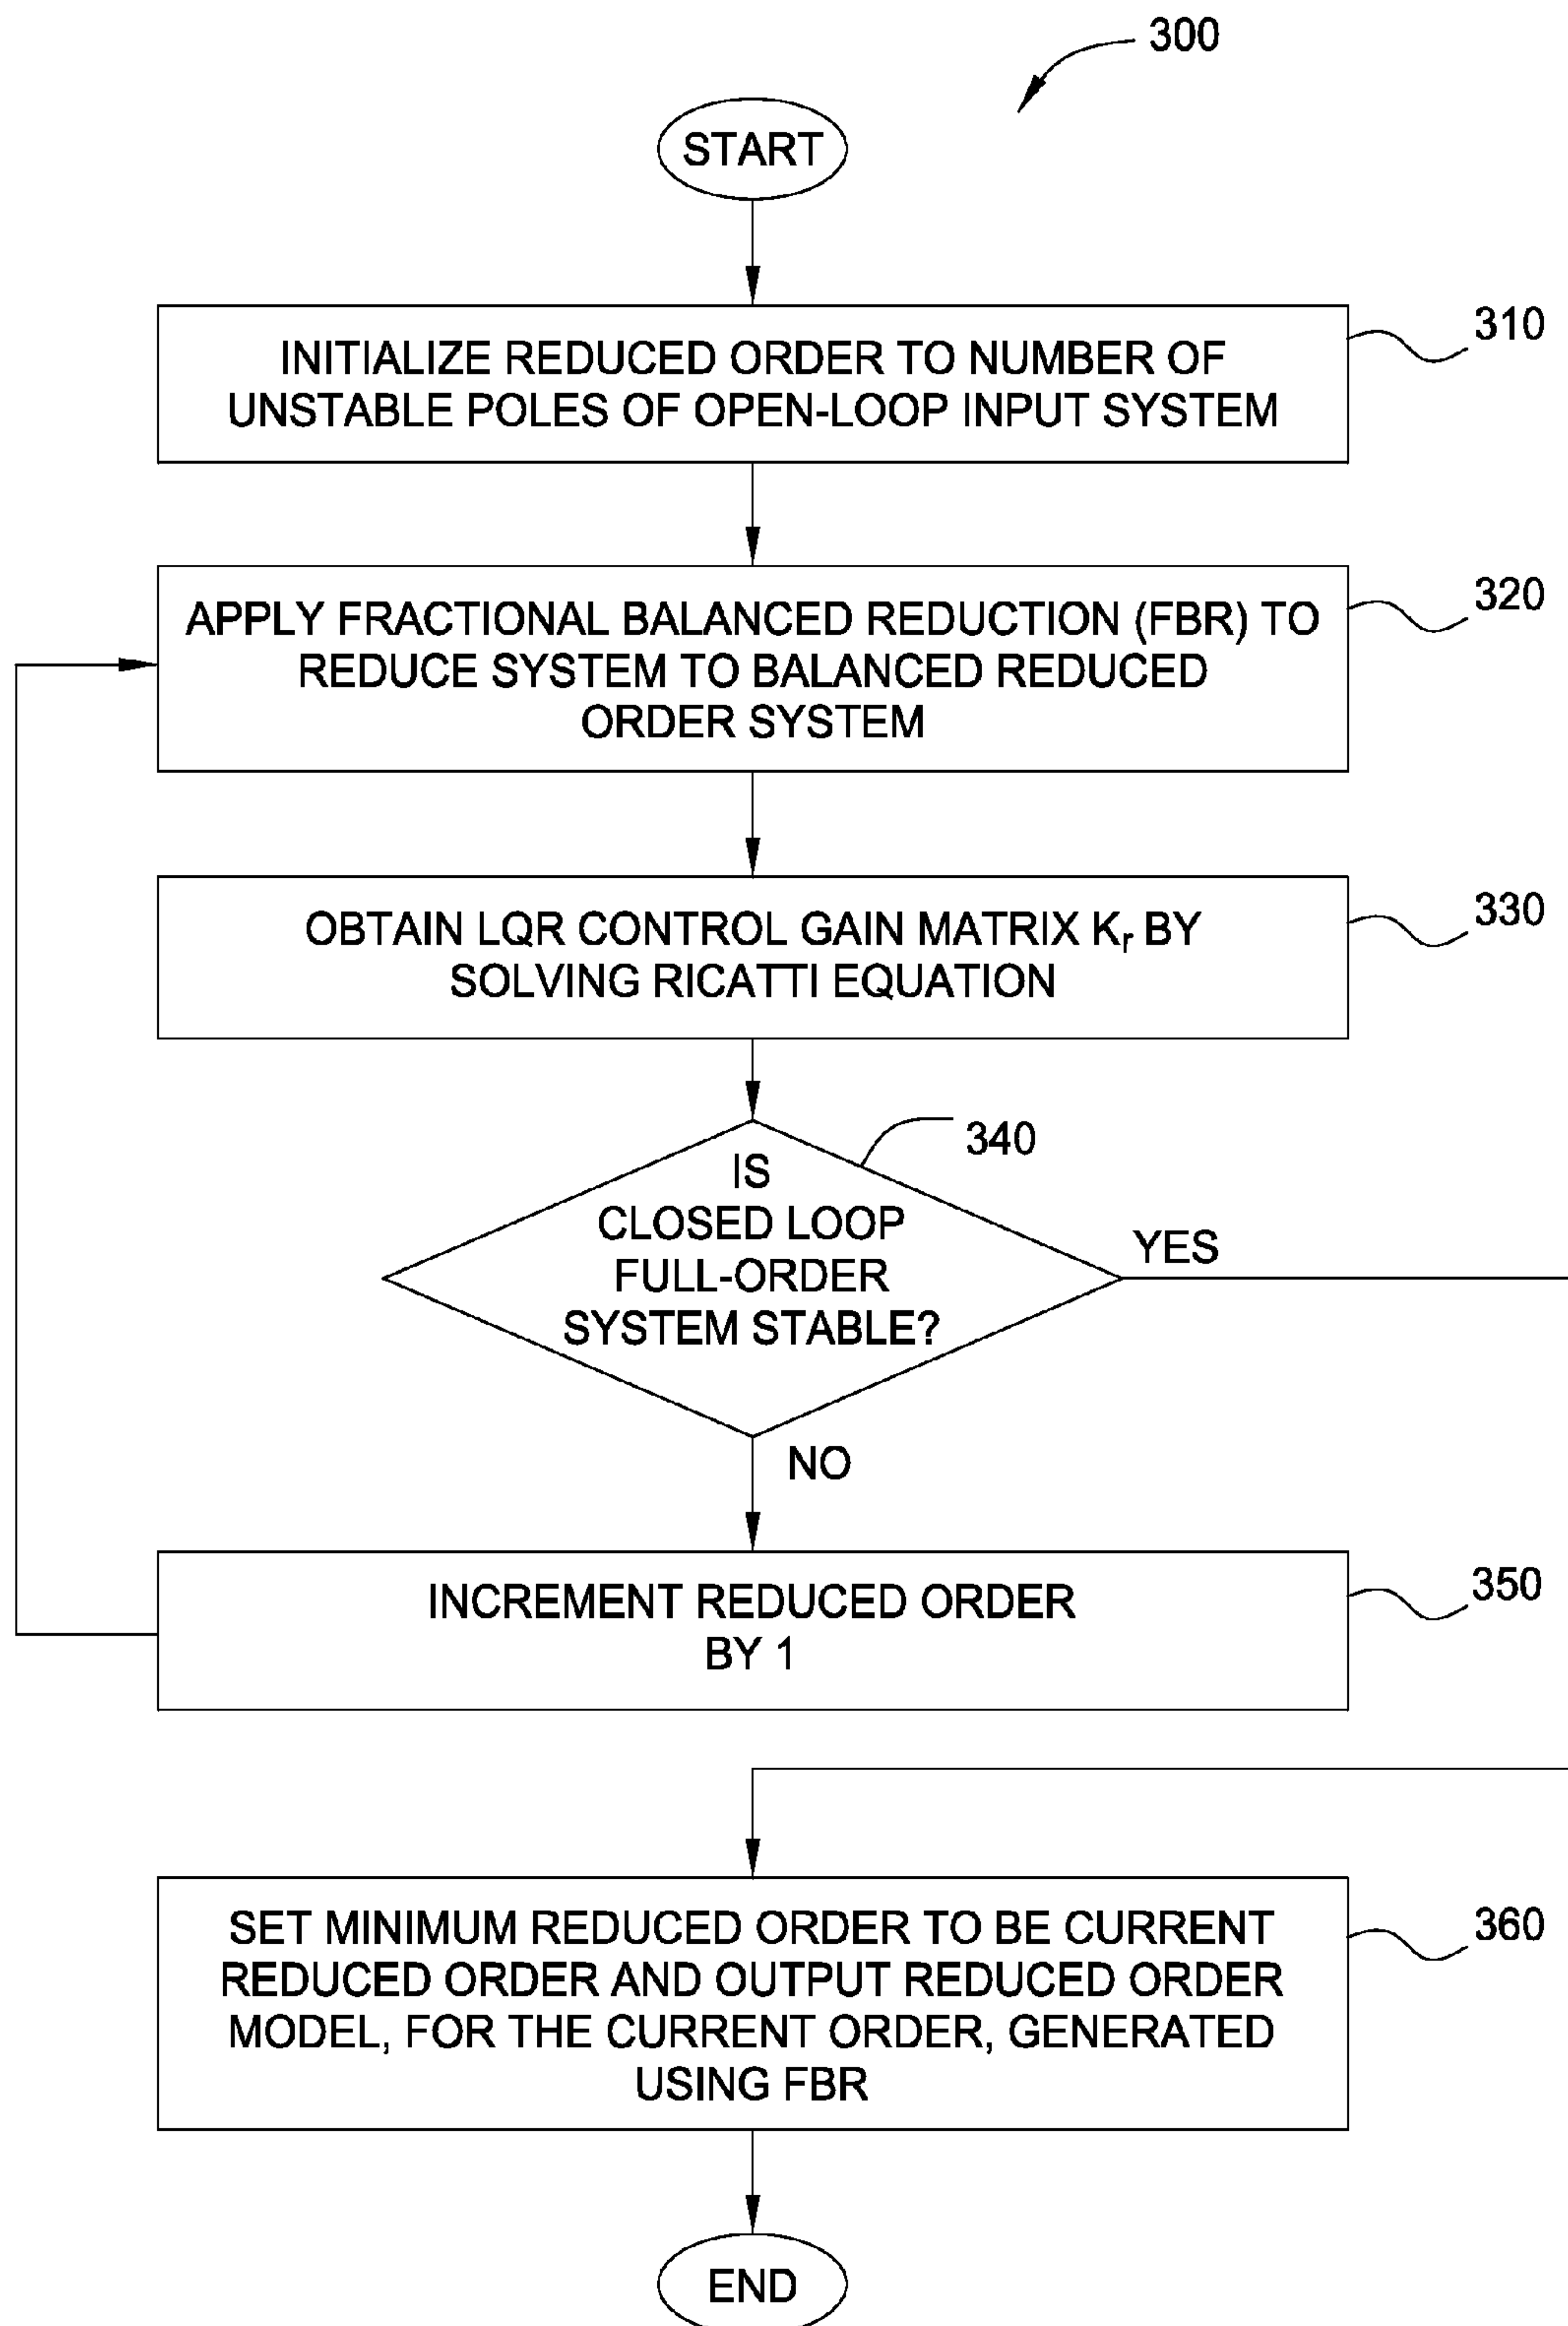 300
START
INITIALIZE REDUCED ORDER TO NUMBER OF
UNSTABLE POLES OF OPEN-LOOP INPUT SYSTEM
310
APPLY FRACTIONAL BALANCED REDUCTION (FBR) TO
REDUCE SYSTEM TO BALANCED REDUCED
ORDER SYSTEM
320
OBTAIN LQR CONTROL GAIN MATRIX Kr BY
SOLVING RICATTI EQUATION
330
IS
CLOSED LOOP
FULL-ORDER
SYSTEM STABLE?
340
YES
NO
INCREMENT REDUCED ORDER
BY 1
350
SET MINIMUM REDUCED ORDER TO BE CURRENT
REDUCED ORDER AND OUTPUT REDUCED ORDER
MODEL, FOR THE CURRENT ORDER, GENERATED
USING FBR
360
END